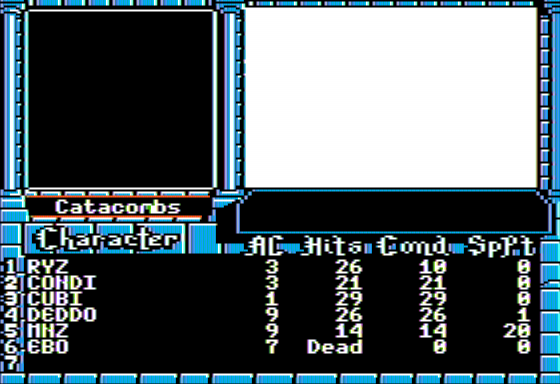 Catacombs
Character AC Hits Cond SpPt
1 RYZ 3 26 10 0
2 CONDI 3 21 21 0
3 CUBI 1 29 29 0
4 DEDDO 9 26 26 1
5 MNZ 9 14 14 20
6 EBO 7 Dead 0 0
7